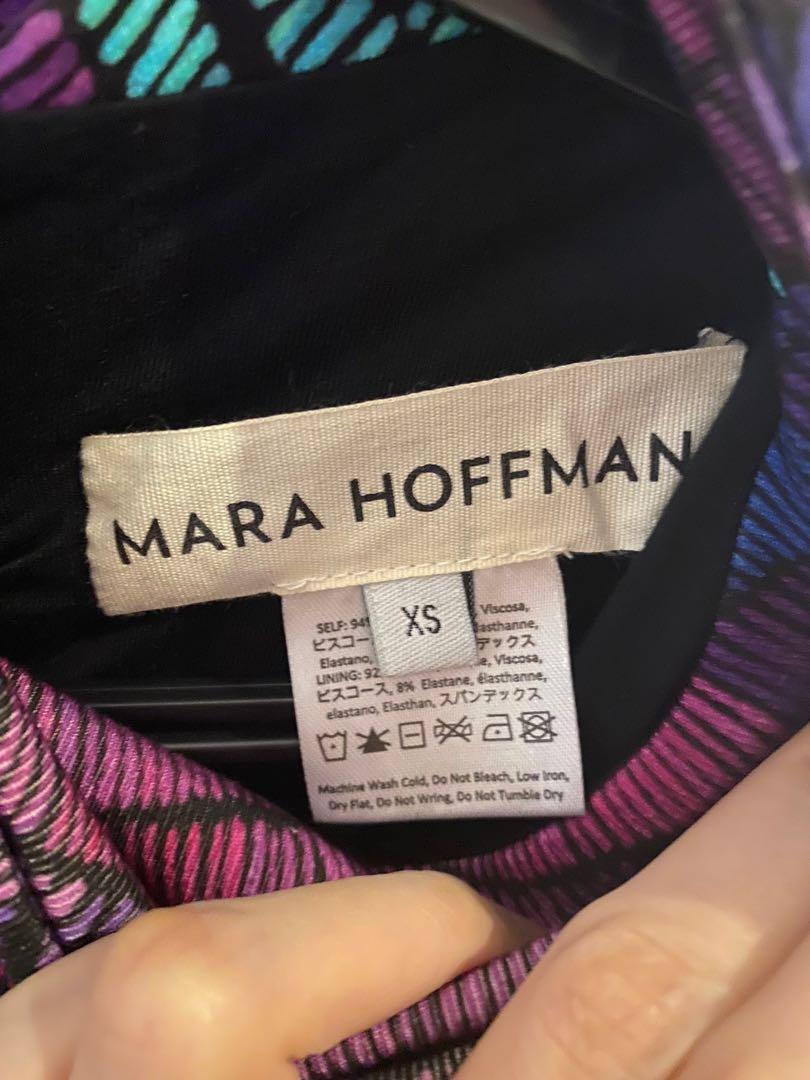 MARA HOFFMAN
XS
SELF: 94 Viscosa,
ビスコー asthanne,
Elastano, デックス
LINING: 92 e, Viscosa,
ビスコース, 8% Elastane, élasthanne,
elastano, Elasthan, スパンデックス
Machine Wash Cold, Do Not Bleach, Low Iron,
Dry Flat, Do Not Wring, Do Not Tumble Dry